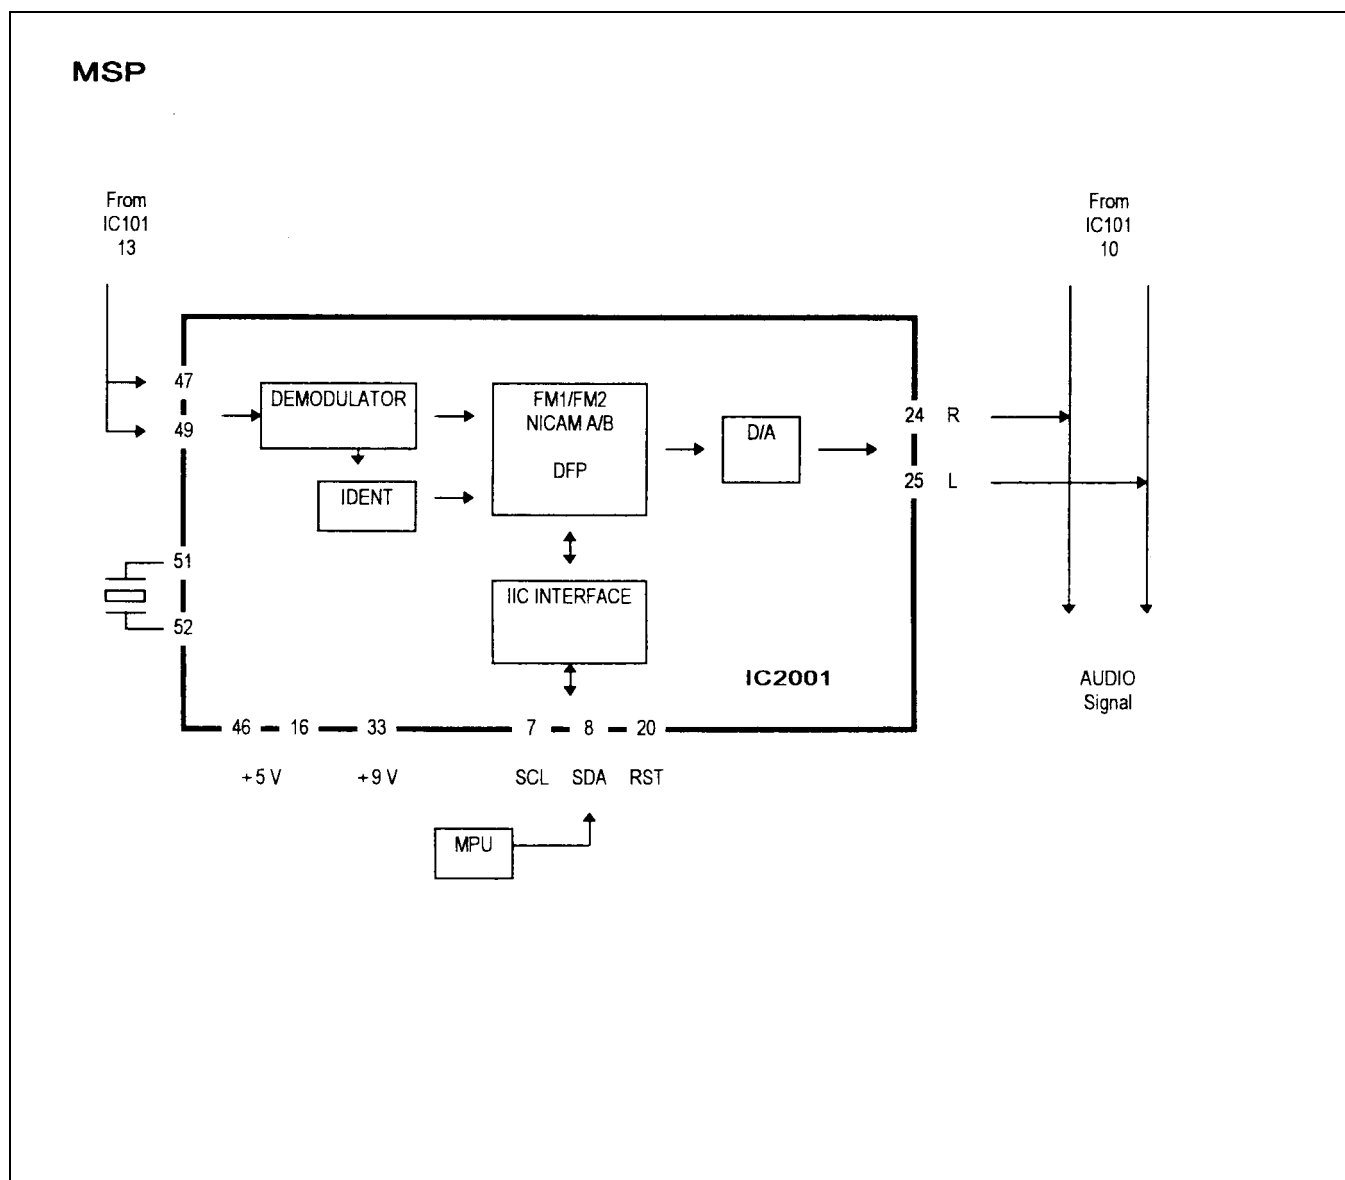 MSP
From
IC101
13
From
IC101
10
47
49
DEMODULATOR
IDENT
FM1/FM2
NICAM A/B
DFP
D/A
24 R
25 L
51
52
IIC INTERFACE
IC2001
AUDIO
Signal
46 16 33 7 8 20
+5 V +9 V SCL SDA RST
MPU